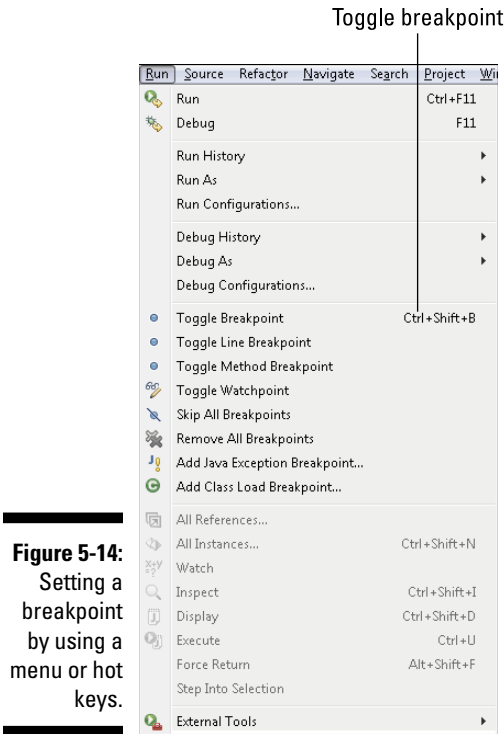 Toggle breakpoint
Run Source Refactor Navigate Search Project Wi
Run Ctrl+F11
Debug F11
Run History
Run As
Run Configurations...
Debug History
Debug As
Debug Configurations...
Toggle Breakpoint Ctrl+Shift+B
Toggle Line Breakpoint
Toggle Method Breakpoint
Toggle Watchpoint
Skip All Breakpoints
Remove All Breakpoints
Add Java Exception Breakpoint...
Add Class Load Breakpoint...
All References...
All Instances... Ctrl+Shift+N
Watch
Inspect Ctrl+Shift+I
Display Ctrl+Shift+D
Execute Ctrl+U
Force Return Alt+Shift+F
Step Into Selection
External Tools
Figure 5-14:
Setting a
breakpoint
by using a
menu or hot
keys.